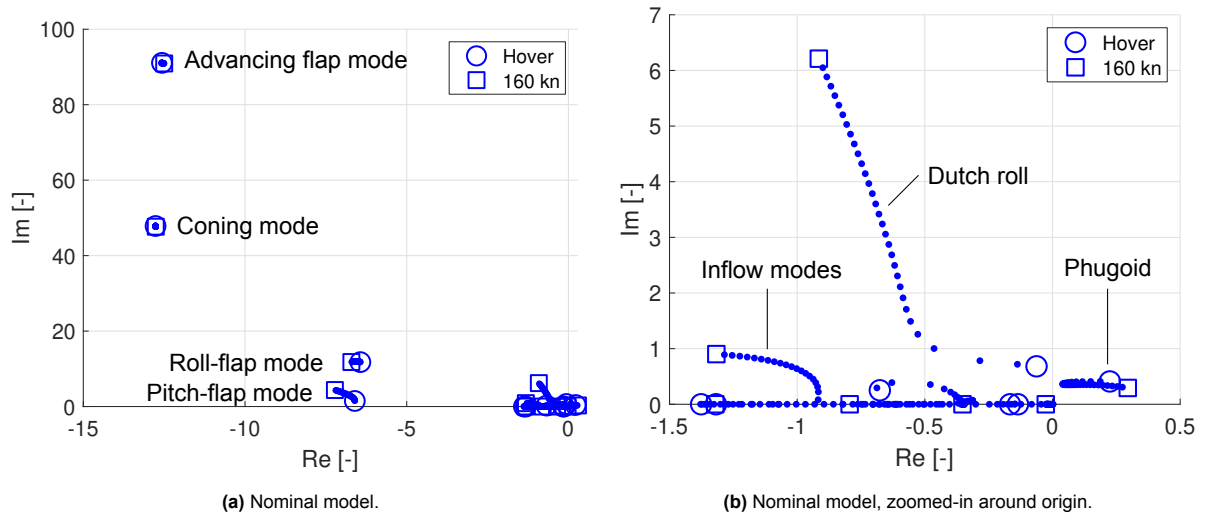 100
80
60
40
20
0
-15
-10
-5
0
Im [-]
Re [-]
Hover
160 kn
Advancing flap mode
Coning mode
Roll-flap mode
Pitch-flap mode
(a) Nominal model.
7
6
5
4
3
2
1
0
-1.5
-1
-0.5
0
0.5
Im [-]
Re [-]
Hover
160 kn
Dutch roll
Inflow modes
Phugoid
(b) Nominal model, zoomed-in around origin.